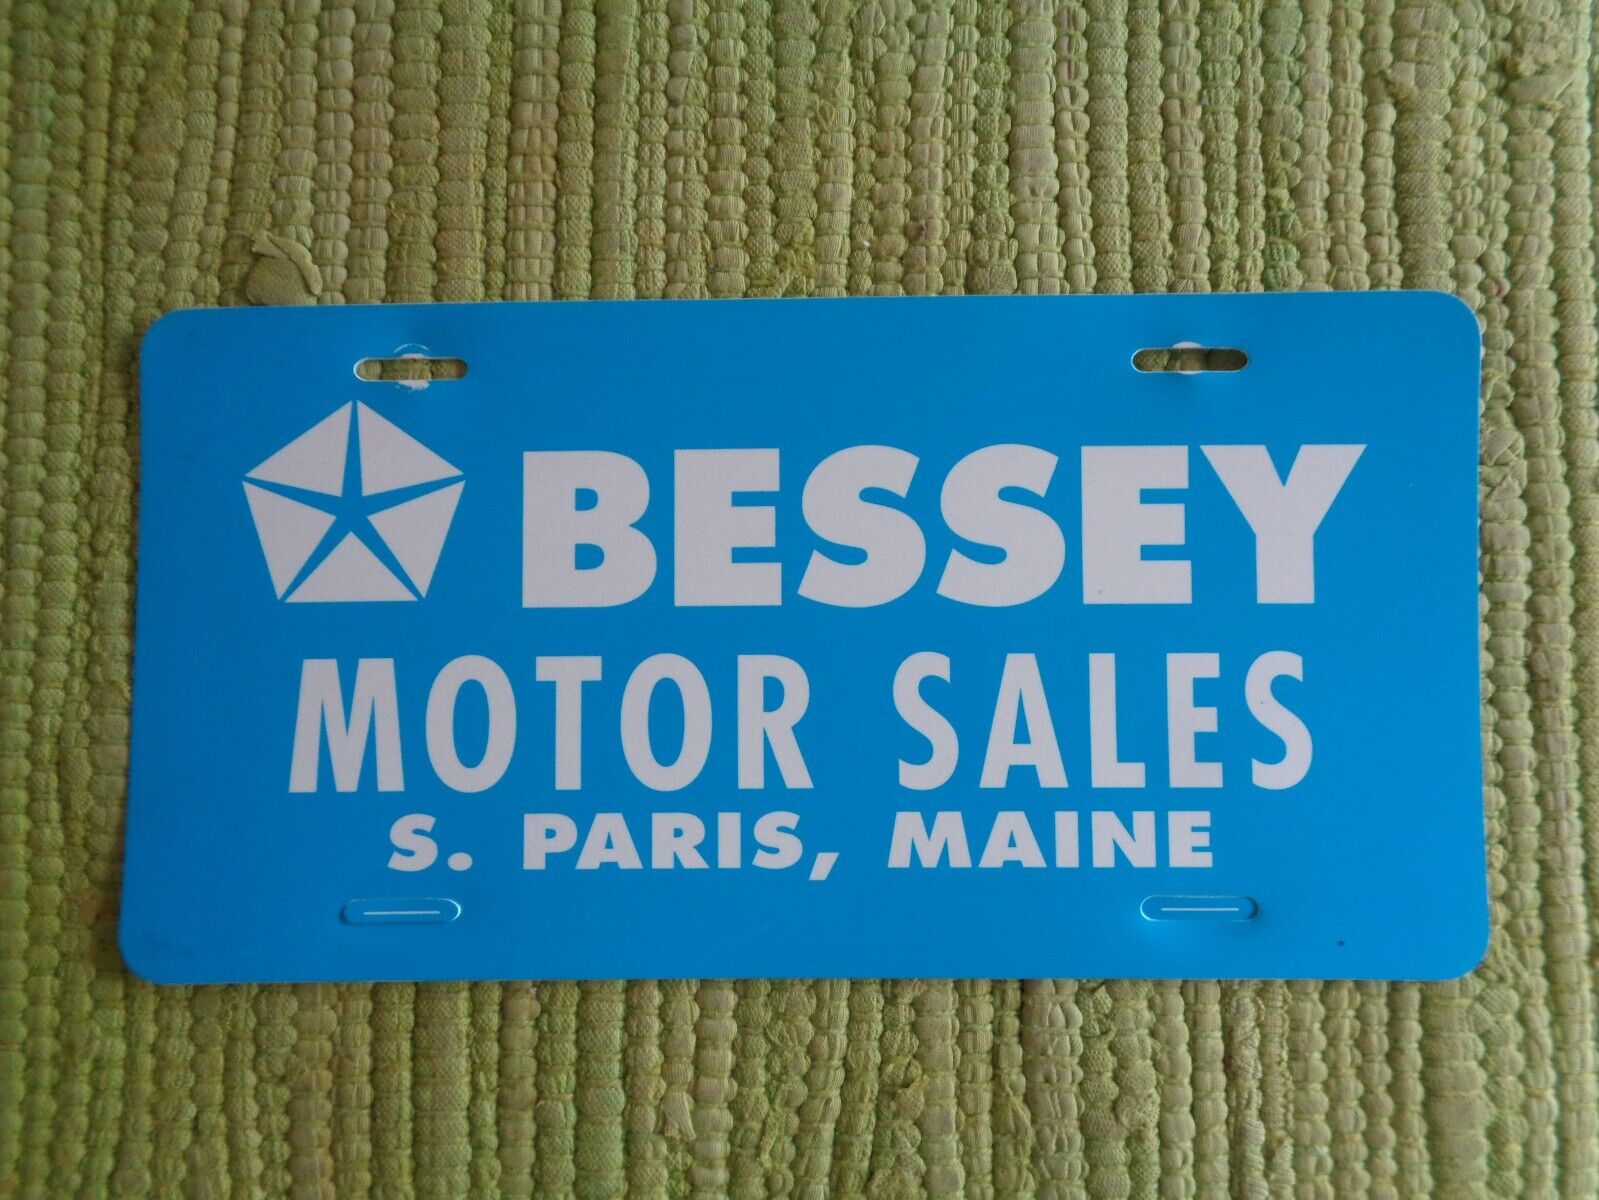 BESSEY
MOTOR SALES
S. PARIS, MAINE